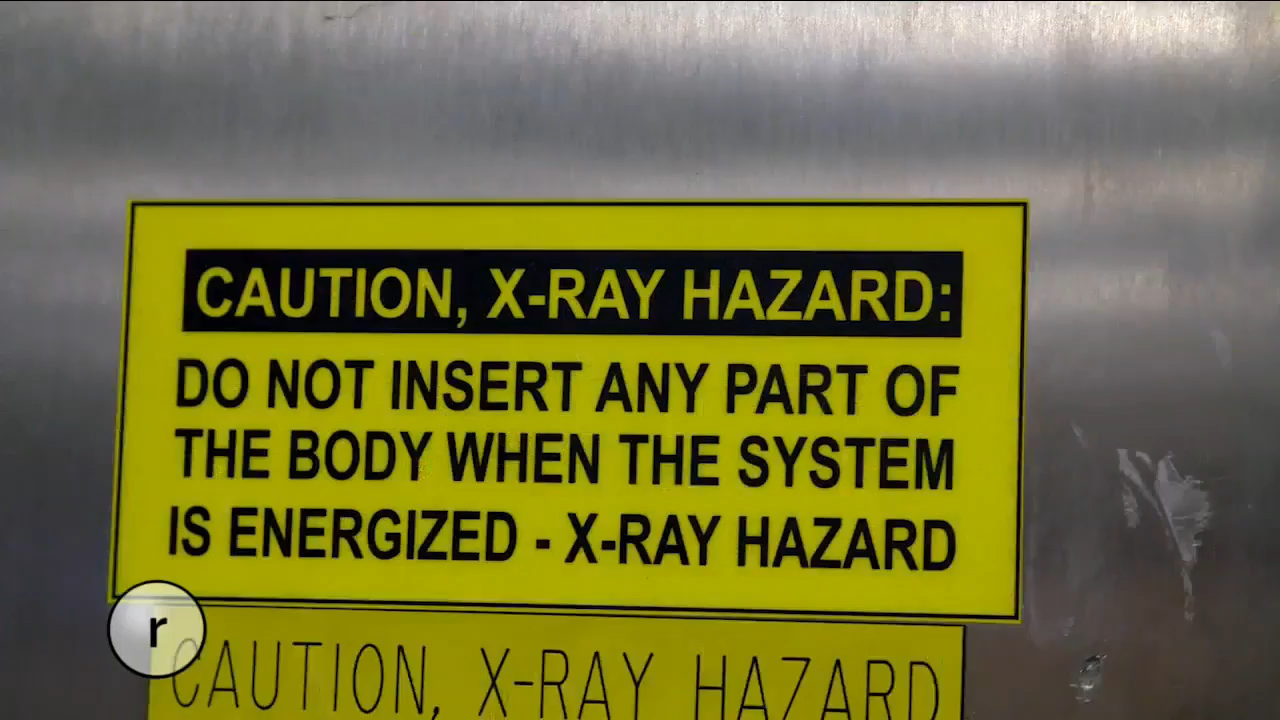 CAUTION, X-RAY HAZARD:
DO NOT INSERT ANY PART OF
THE BODY WHEN THE SYSTEM
IS ENERGIZED - X-RAY HAZARD
r
CAUTION, X-RAY HAZARD